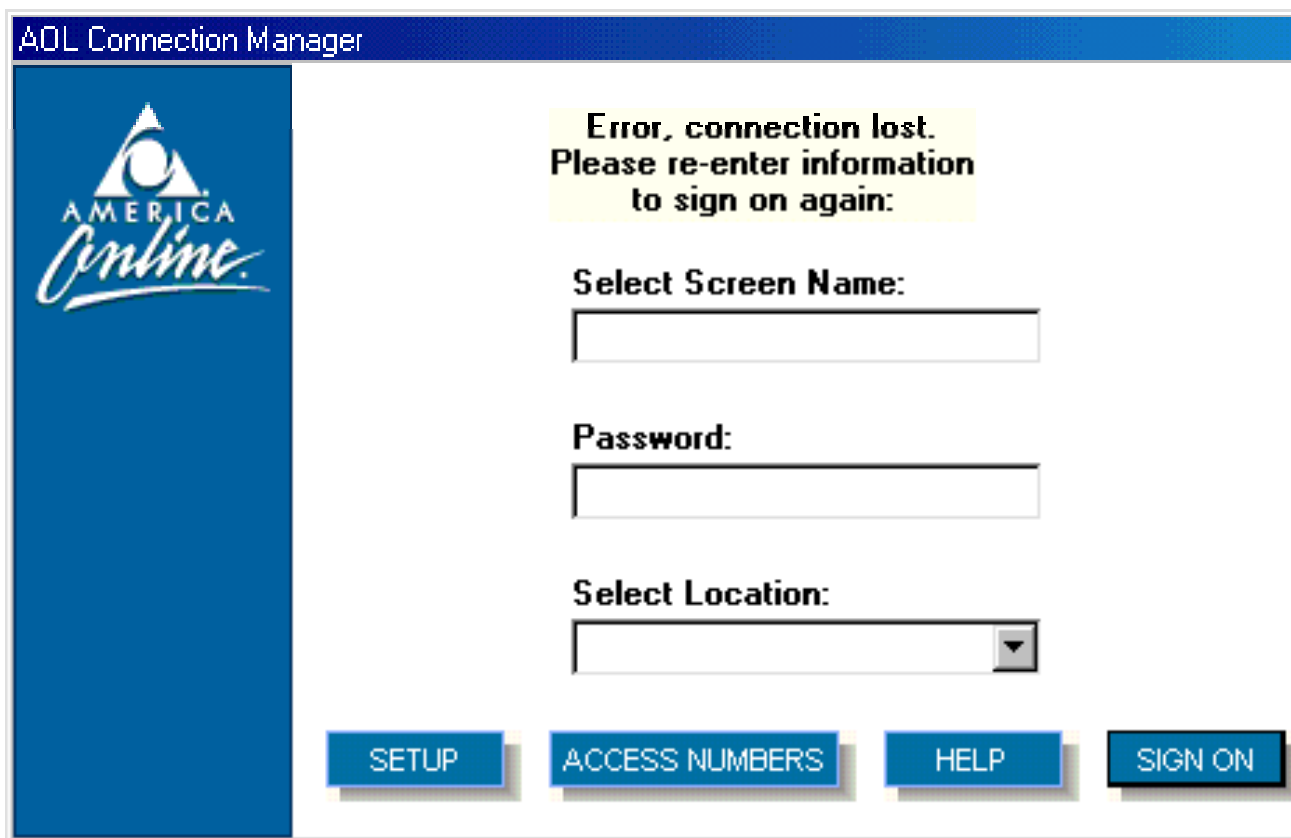 AOL Connection Manager
AMERICA
Online.
Error, connection lost.
Please re-enter information
to sign on again:
Select Screen Name:
Password:
Select Location:
SETUP
ACCESS NUMBERS
HELP
SIGN ON